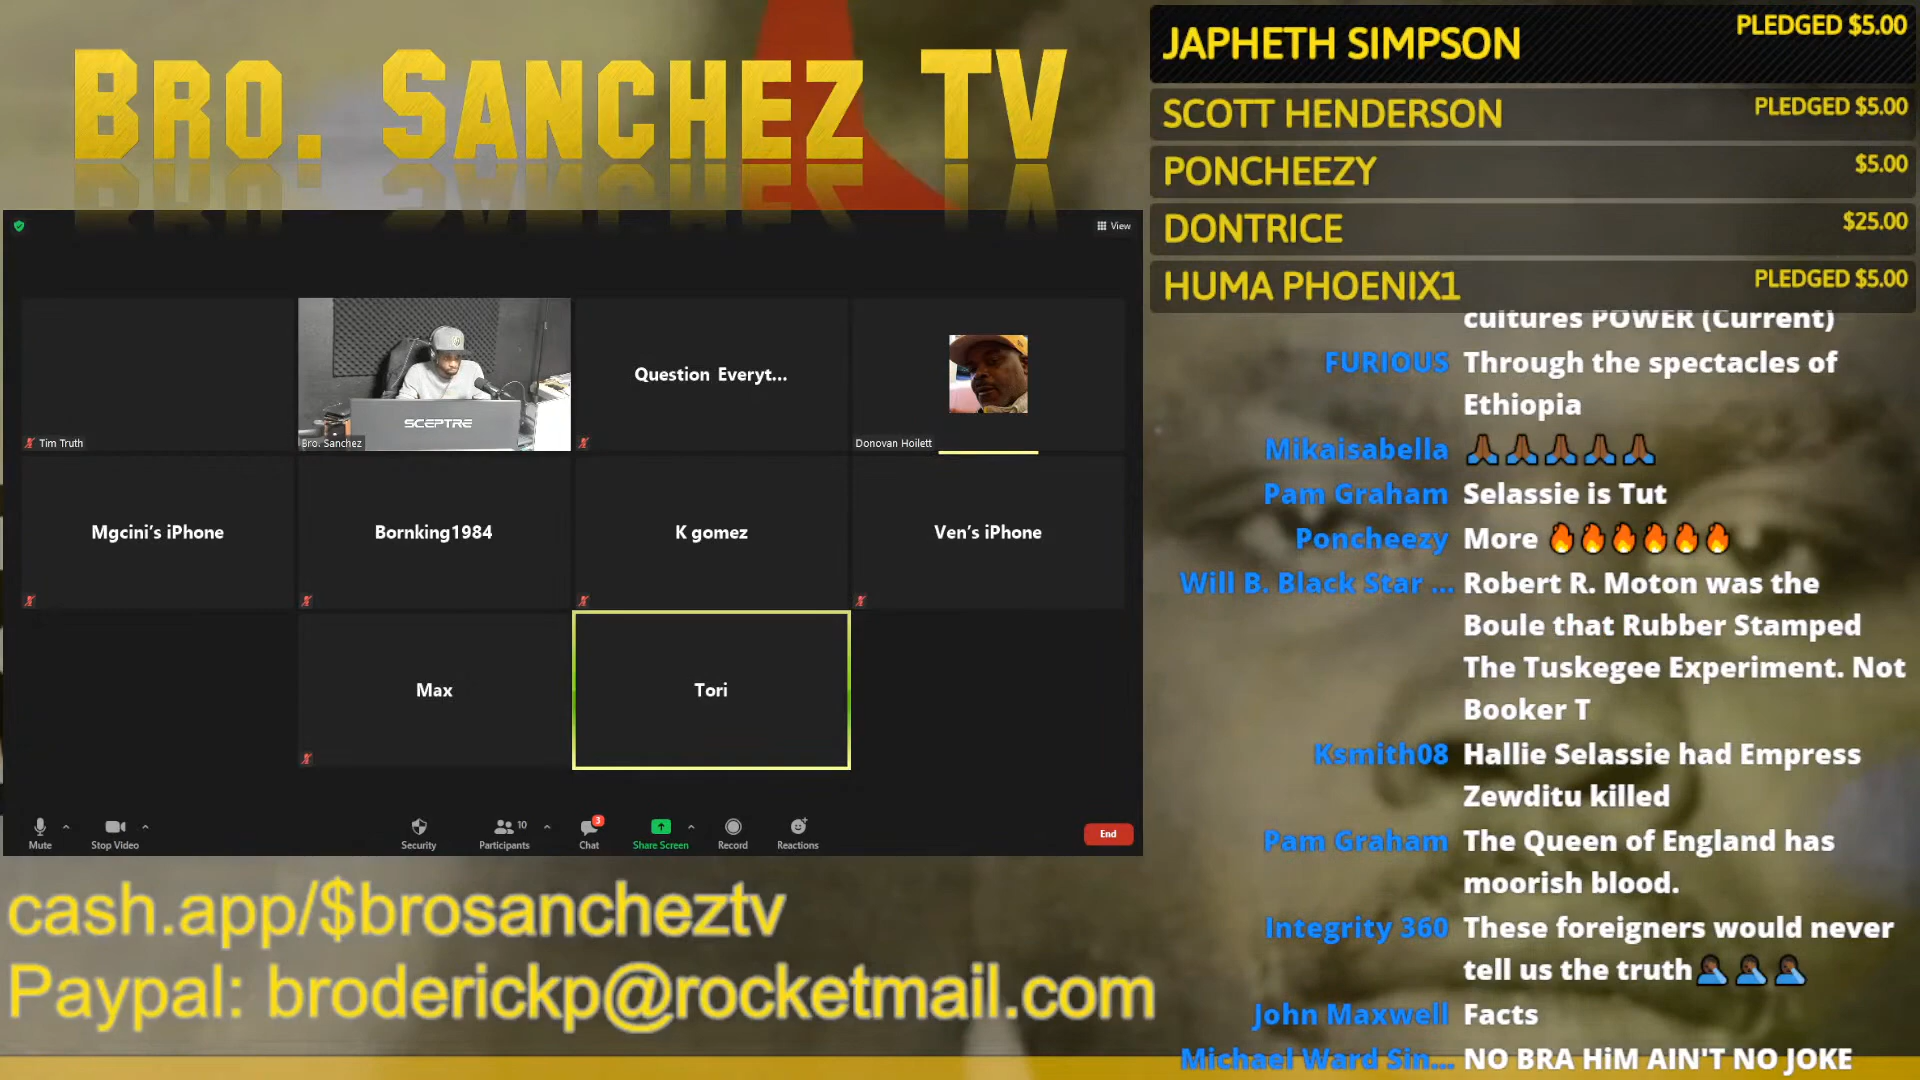 BRO. SANCHEZ TV
View
Tim Truth
SCEPTRE
Bro. Sanchez
Question Everyt...
Donovan Hoilett
Mgcini's iPhone
Bornking1984
K gomez
Ven's iPhone
Max
Tori
Mute
Stop Video
Security
10
Participants
3
Chat
Share Screen
Record
Reactions
End
cash.app/$brosancheztv
Paypal: broderickp@rocketmail.com
JAPHETH SIMPSON PLEDGED $5.00
SCOTT HENDERSON PLEDGED $5.00
PONCHEEZY $5.00
DONTRICE $25.00
HUMA PHOENIX1 PLEDGED $5.00
cultures POWER (Current)
FURIOUS Through the spectacles of
Ethiopia
Mikaisabella 🙏🏾🙏🏾🙏🏾🙏🏾🙏🏾
Pam Graham Selassie is Tut
Poncheezy More 🔥🔥🔥🔥🔥🔥
Will B. Black Star ... Robert R. Moton was the
Boule that Rubber Stamped
The Tuskegee Experiment. Not
Booker T
Ksmith08 Hallie Selassie had Empress
Zewditu killed
Pam Graham The Queen of England has
moorish blood.
Integrity 360 These foreigners would never
tell us the truth🤦🏿🤦🏿🤦🏿
John Maxwell Facts
Michael Ward Sin... NO BRA HiM AIN'T NO JOKE